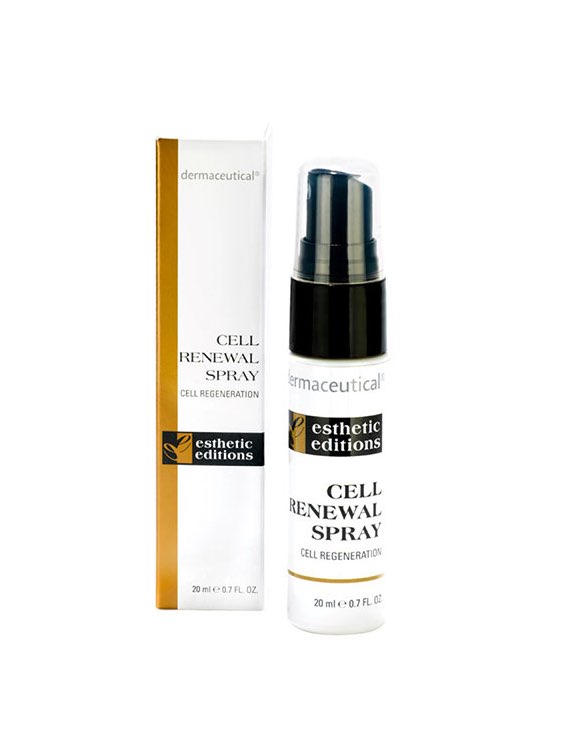 dermaceutical®
CELL
RENEWAL
SPRAY
CELL REGENERATION
esthetic
editions
20 ml ℮ 0.7 FL. OZ.
dermaceutical®
esthetic
editions
CELL
RENEWAL
SPRAY
CELL REGENERATION
20 ml ℮ 0.7 FL. OZ.